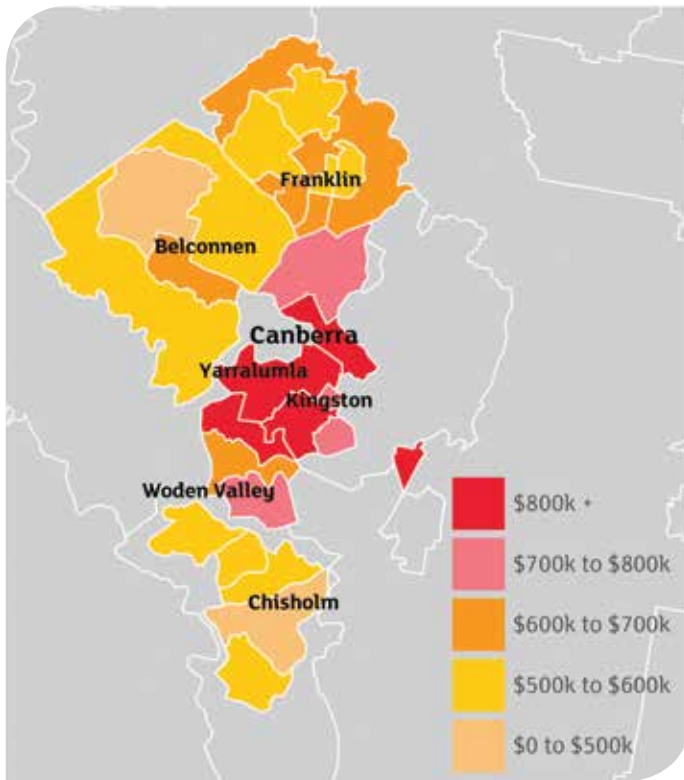 Franklin
Belconnen
Canberra
Yarralumla
Kingston
Woden Valley
Chisholm
$800k +
$700k to $800k
$600k to $700k
$500k to $600k
$0 to $500k